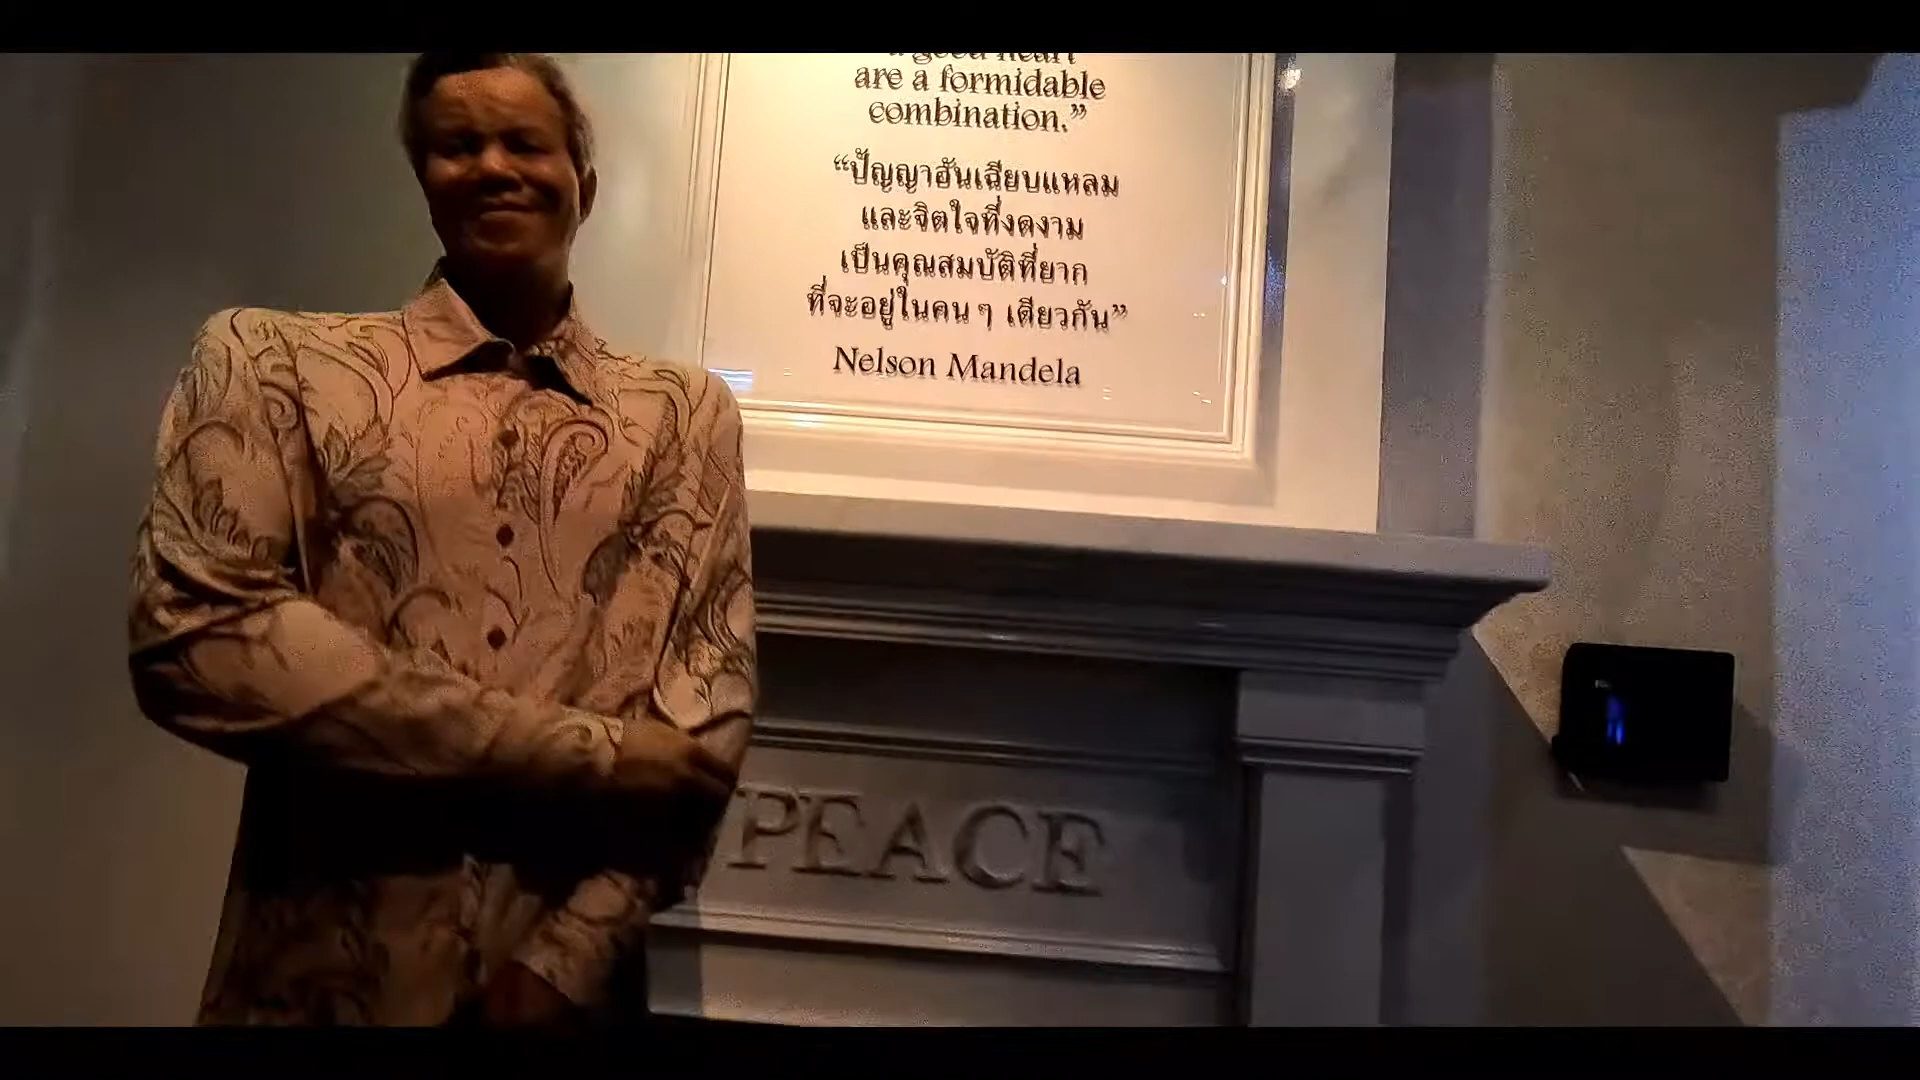 a good heart
are a formidable
combination.”
“ปัญญาอันเฉียบแหลม
และจิตใจที่งดงาม
เป็นคุณสมบัติที่ยาก
ที่จะอยู่ในคนๆ เดียวกัน”
Nelson Mandela
PEACE